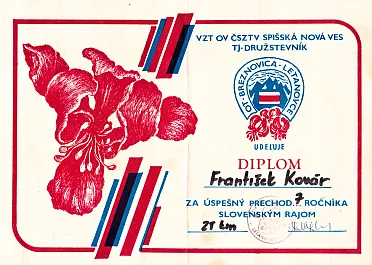 VZT OV ČSZTV SPIŠSKÁ NOVÁ VES
TJ-DRUŽSTEVNÍK
OT-BREZNOVICA-LETANOVCE
UDEĽUJE
DIPLOM
František Kovár
ZA ÚSPEŠNÝ PRECHOD 7 ROČNÍKA
SLOVENSKÝM RAJOM
25 km